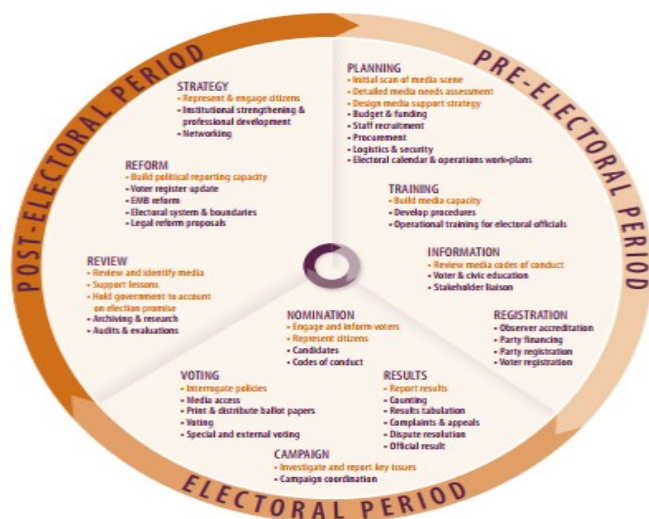 PRE-ELECTORAL PERIOD
PLANNING
• Initial scan of media scene
• Detailed media needs assessment
• Design media support strategy
• Budget & funding
• Staff recruitment
• Procurement
• Logistics & security
• Electoral calendar & operations work-plans
TRAINING
• Build media capacity
• Develop procedures
• Operational training for electoral officials
INFORMATION
• Review media codes of conduct
• Voter & civic education
• Stakeholder liaison
REGISTRATION
• Observer accreditation
• Party financing
• Party registration
• Voter registration
ELECTORAL PERIOD
NOMINATION
• Engage and inform voters
• Represent citizens
• Candidates
• Codes of conduct
VOTING
• Interrogate policies
• Media access
• Print & distribute ballot papers
• Voting
• Special and external voting
RESULTS
• Report results
• Counting
• Results tabulation
• Complaints & appeals
• Dispute resolution
• Official result
CAMPAIGN
• Investigate and report key issues
• Campaign coordination
POST-ELECTORAL PERIOD
STRATEGY
• Represent & engage citizens
• Institutional strengthening &
professional development
• Networking
REFORM
• Build political reporting capacity
• Voter register update
• EMB reform
• Electoral system & boundaries
• Legal reform proposals
REVIEW
• Review and identify media
• Support lessons
• Hold government to account
on election promise
• Archiving & research
• Audits & evaluations